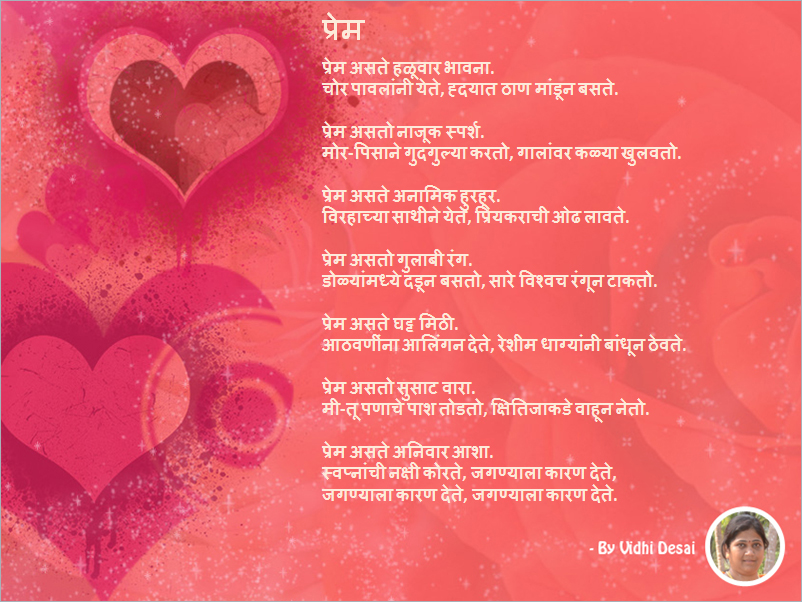 प्रेम
प्रेम असते हळूवार भावना.
चोर पावलांनी येते, ह्दयात ठाण मांडून बसते.
प्रेम असतो नाजूक स्पर्श.
मोर-पिसाने गुदगुल्या करतो, गालांवर कळ्या खुलवतो.
प्रेम असते अनामिक हुरहूर.
विरहाच्या साथीने येते, प्रियकराची ओढ लावते.
प्रेम असतो गुलाबी रंग.
डोळ्यांमध्ये दडून बसतो, सारे विश्वच रंगून टाकतो.
प्रेम असते घट्ट मिठी.
आठवणींना आलिंगन देते, रेशीम धाग्यांनी बांधून ठेवते.
प्रेम असतो सुसाट वारा.
मी-तू पणाचे पाश तोडतो, क्षितिजाकडे वाहून नेतो.
प्रेम असते अनिवार आशा.
स्वप्नांची नक्षी कोरते, जगण्याला कारण देते,
जगण्याला कारण देते, जगण्याला कारण देते.
- By Vidhi Desai